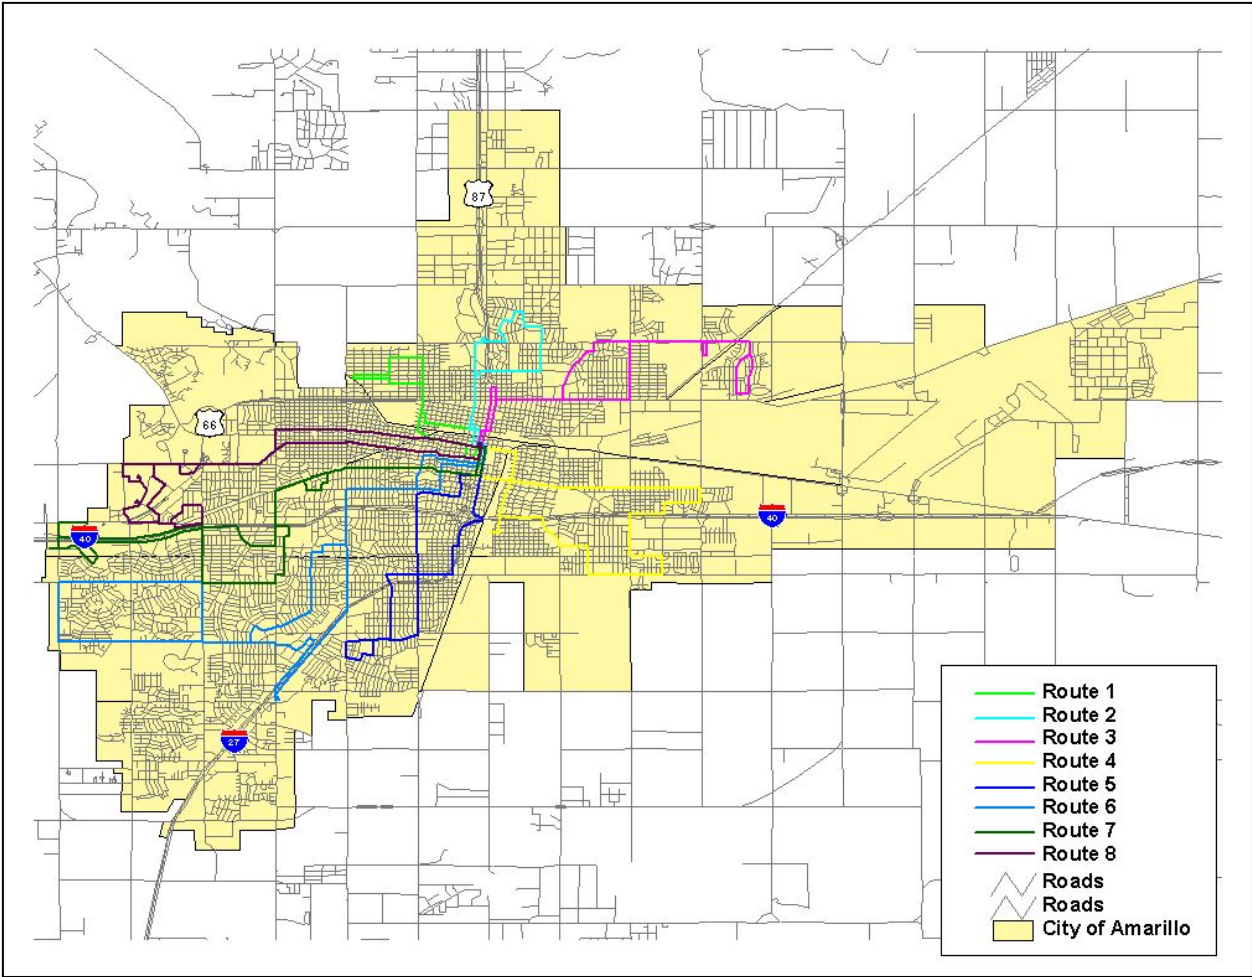 87
66
40
40
27
Route 1
Route 2
Route 3
Route 4
Route 5
Route 6
Route 7
Route 8
Roads
Roads
City of Amarillo